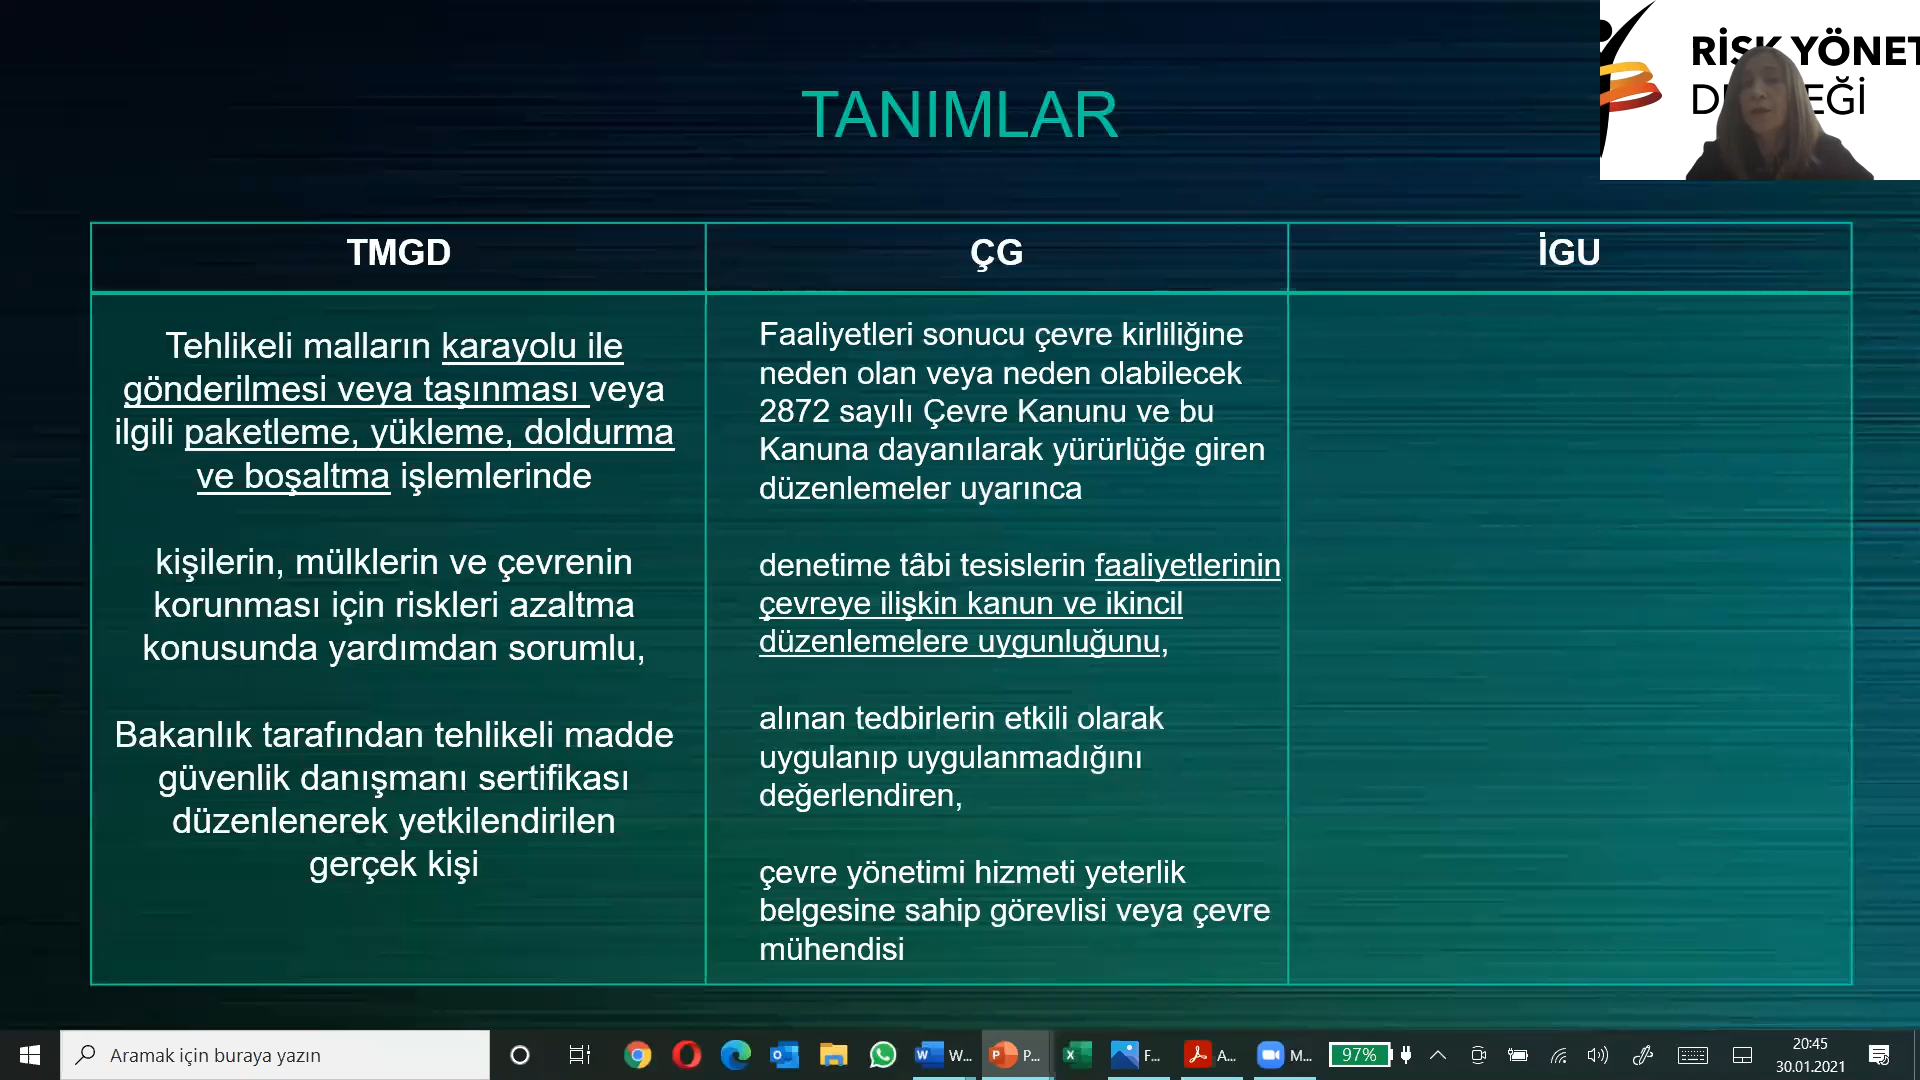 RİSK YÖNET
TANIMLAR
TMGD
ÇG
İGU
Tehlikeli malların karayolu ile
gönderilmesi veya taşınması veya
ilgili paketleme, yükleme, doldurma
ve boşaltma işlemlerinde
kişilerin, mülklerin ve çevrenin
korunması için riskleri azaltma
konusunda yardımdan sorumlu,
Bakanlık tarafından tehlikeli madde
güvenlik danışmanı sertifikası
düzenlenerek yetkilendirilen
gerçek kişi
Faaliyetleri sonucu çevre kirliliğine
neden olan veya neden olabilecek
2872 sayılı Çevre Kanunu ve bu
Kanuna dayanılarak yürürlüğe giren
düzenlemeler uyarınca
denetime tâbi tesislerin faaliyetlerinin
çevreye ilişkin kanun ve ikincil
düzenlemelere uygunluğunu,
alınan tedbirlerin etkili olarak
uygulanıp uygulanmadığını
değerlendiren,
çevre yönetimi hizmeti yeterlik
belgesine sahip görevlisi veya çevre
mühendisi
Aramak için buraya yazın
W...
P...
F...
A...
M...
97%
20:45
30.01.2021